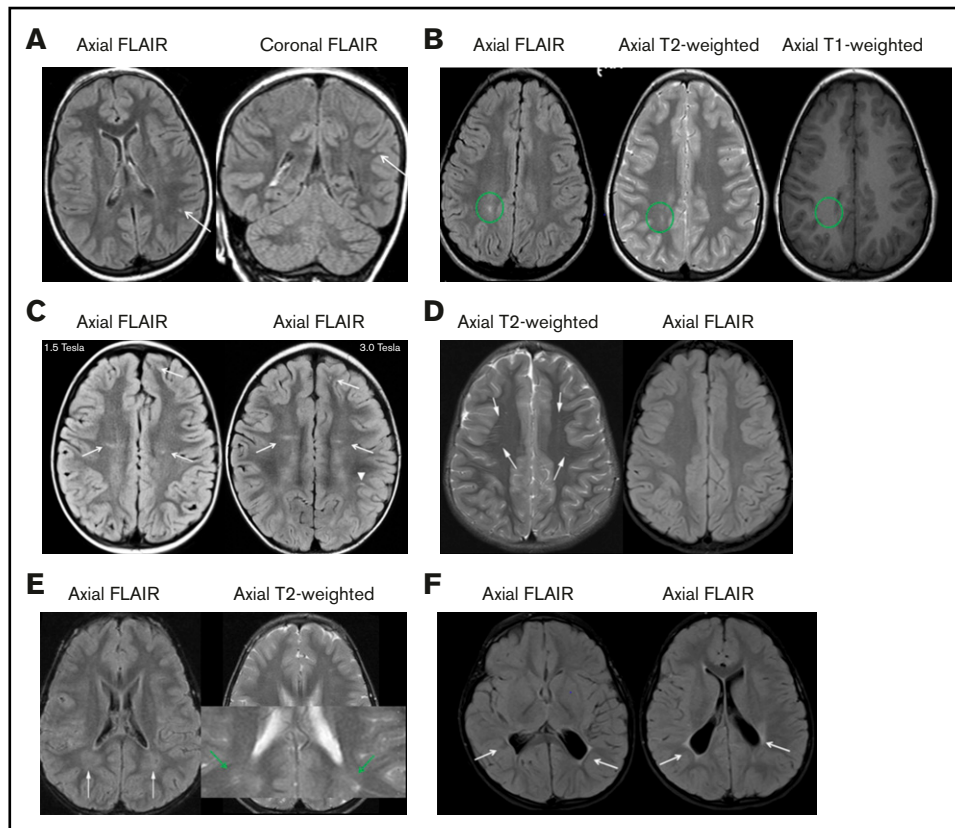 A
Axial FLAIR
Coronal FLAIR
B
Axial FLAIR
Axial T2-weighted
Axial T1-weighted
C
Axial FLAIR
Axial FLAIR
1.5 Tesla
3.0 Tesla
D
Axial T2-weighted
Axial FLAIR
E
Axial FLAIR
Axial T2-weighted
F
Axial FLAIR
Axial FLAIR